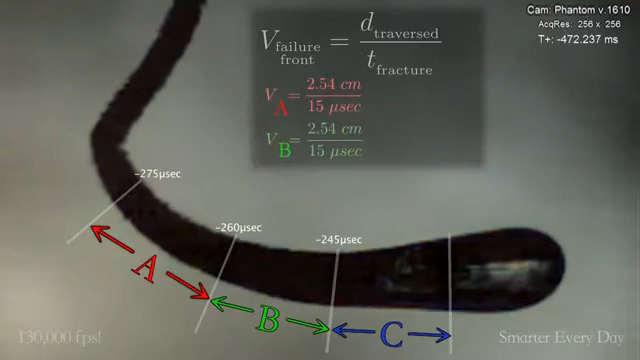 Cam: Phantom v.1610
AcqRes: 256 x 256
T+: -472.237 ms
V failure front = d traversed / t fracture
V A = 2.54 cm / 15 μsec
V B = 2.54 cm / 15 μsec
-275μsec
-260μsec
-245μsec
A
B
C
130,000 fps!
Smarter Every Day